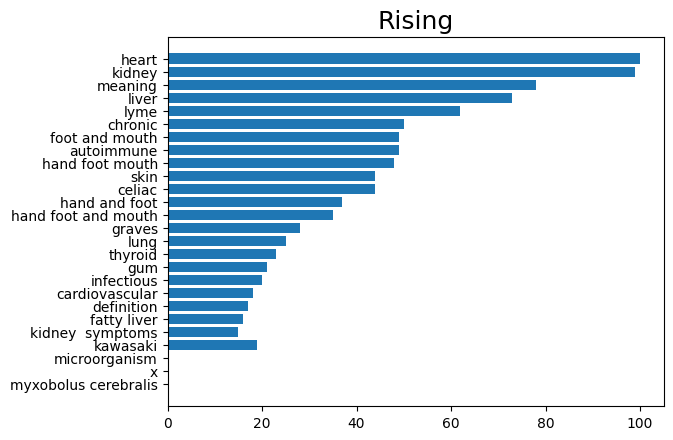 Rising
heart
kidney
meaning
liver
lyme
chronic
foot and mouth
autoimmune
hand foot mouth
skin
celiac
hand and foot
hand foot and mouth
graves
lung
thyroid
gum
infectious
cardiovascular
definition
fatty liver
kidney  symptoms
kawasaki
microorganism
x
myxobolus cerebralis
0 20 40 60 80 100